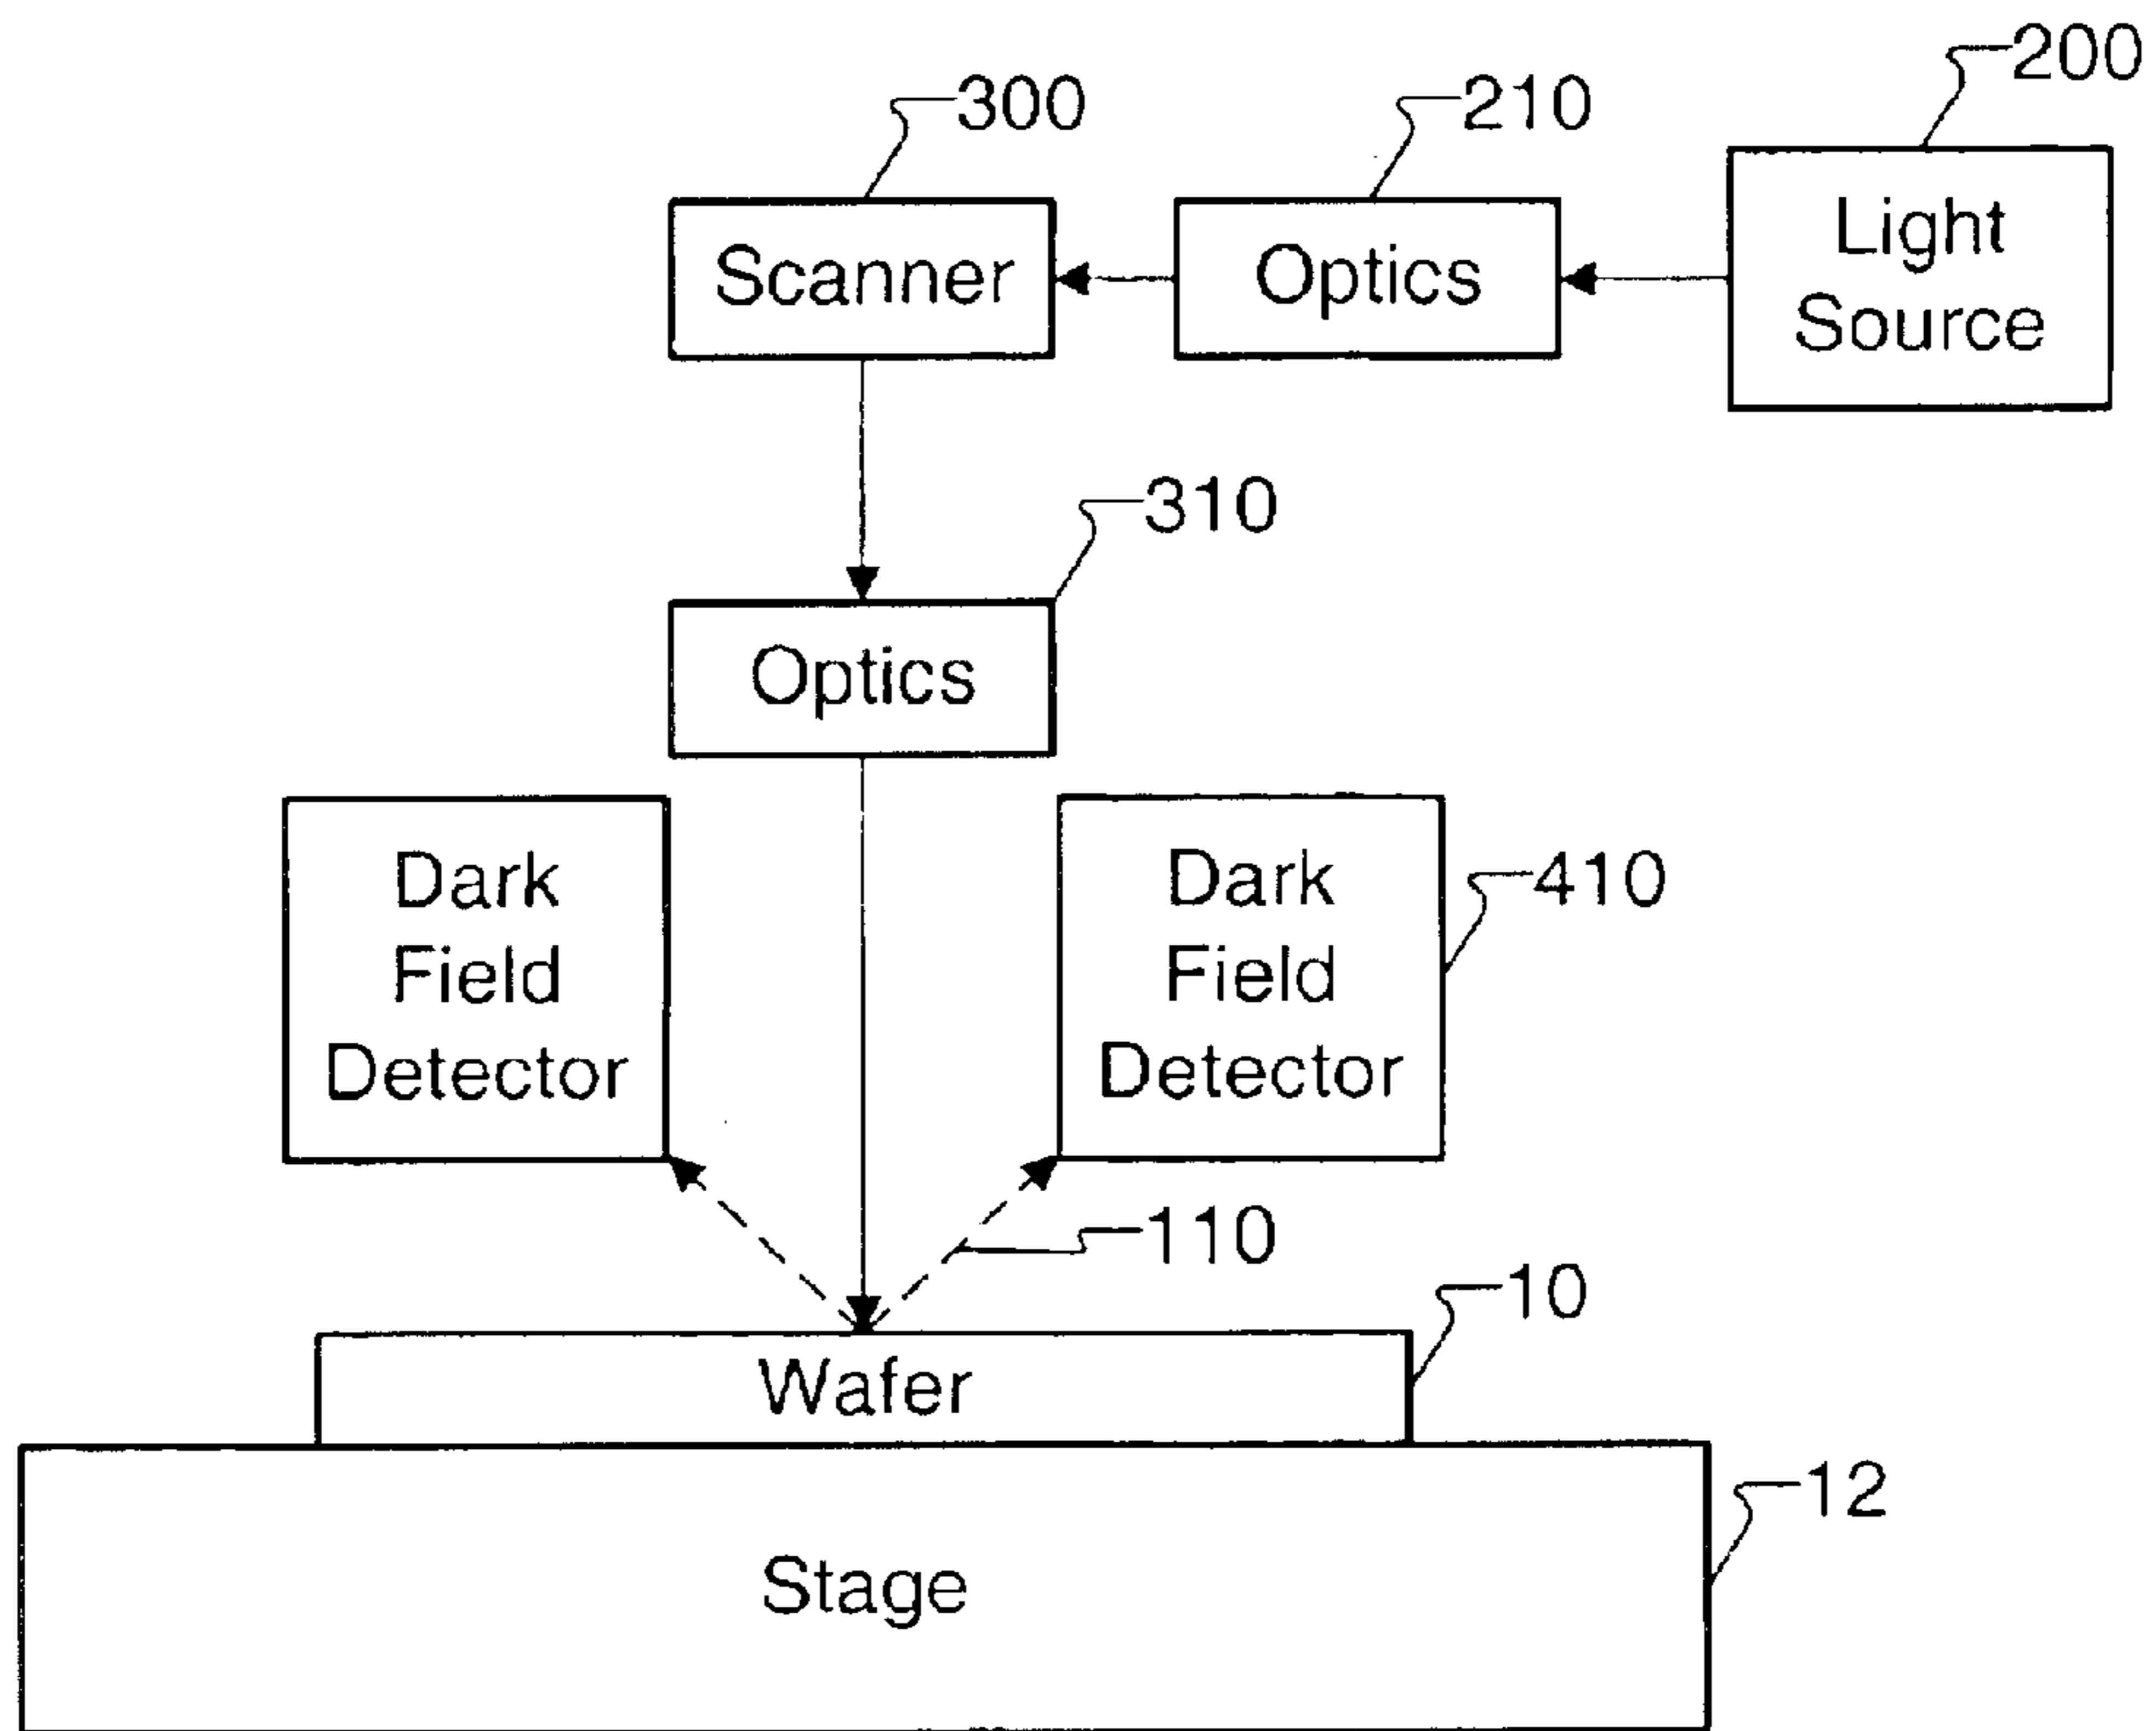 200
300
210
Light
Source
Scanner
Optics
310
Optics
Dark
Field
Detector
Dark
Field
Detector
410
110
10
Wafer
12
Stage